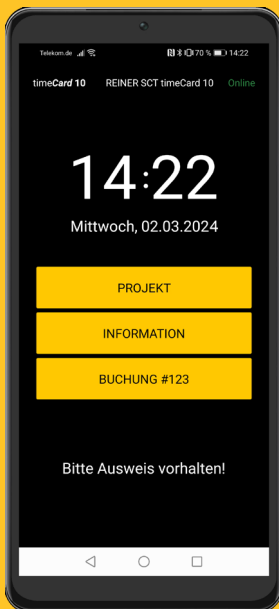 Telekom.de 70 % 14:22
timeCard 10 REINER SCT timeCard 10 Online
14:22
Mittwoch, 02.03.2024
PROJEKT
INFORMATION
BUCHUNG #123
Bitte Ausweis vorhalten!